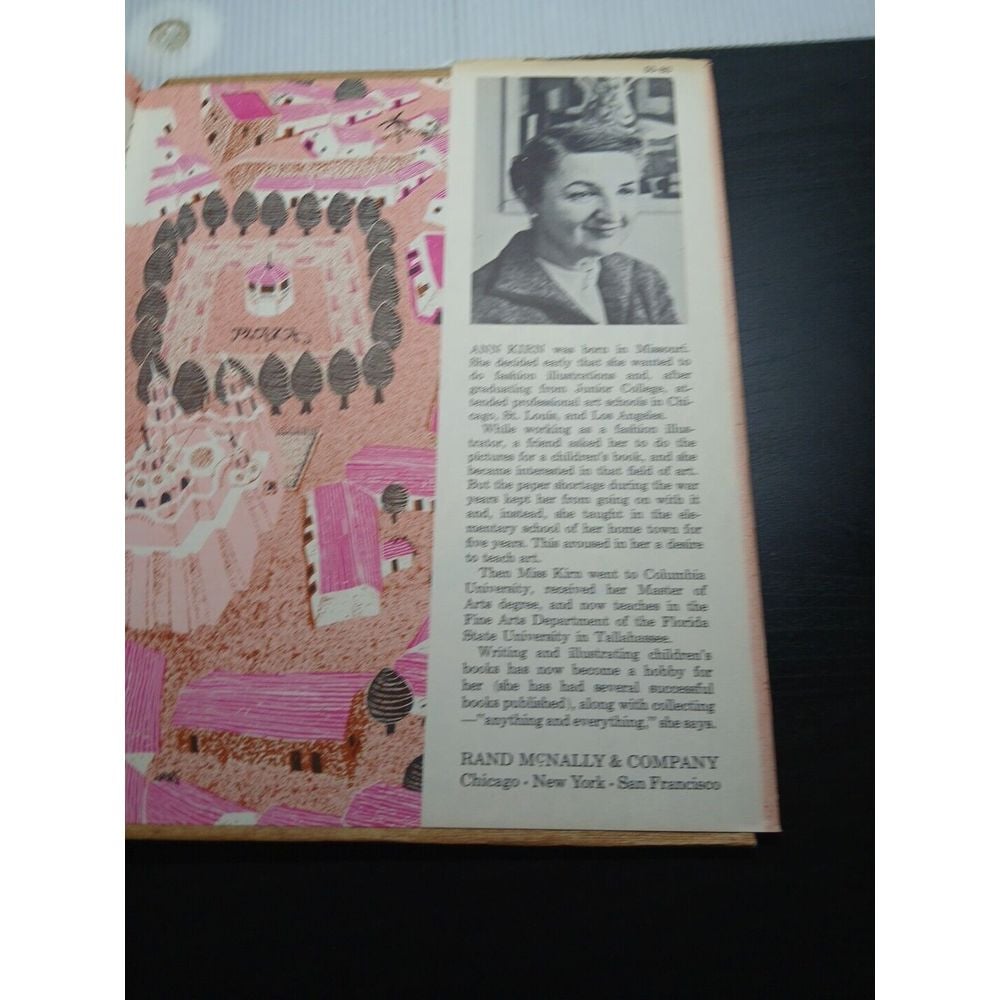 PLAZA
ANN KIRN was born in Missouri.
She decided early that she wanted to
do fashion illustrations and, after
graduating from Junior College, at-
tended professional art schools in Chi-
cago, St. Louis, and Los Angeles.
While working as a fashion illus-
trator, a friend asked her to do the
pictures for a children's book, and she
became interested in that field of art.
But the paper shortage during the war
years kept her from going on with it
and, instead, she taught in the ele-
mentary school of her home town for
five years. This aroused in her a desire
to teach art.
Then Miss Kirn went to Columbia
University, received her Master of
Arts degree, and now teaches in the
Fine Arts Department of the Florida
State University in Tallahassee.
Writing and illustrating children's
books has now become a hobby for
her (she has had several successful
books published), along with collecting
—"anything and everything," she says.
RAND McNALLY & COMPANY
Chicago • New York • San Francisco